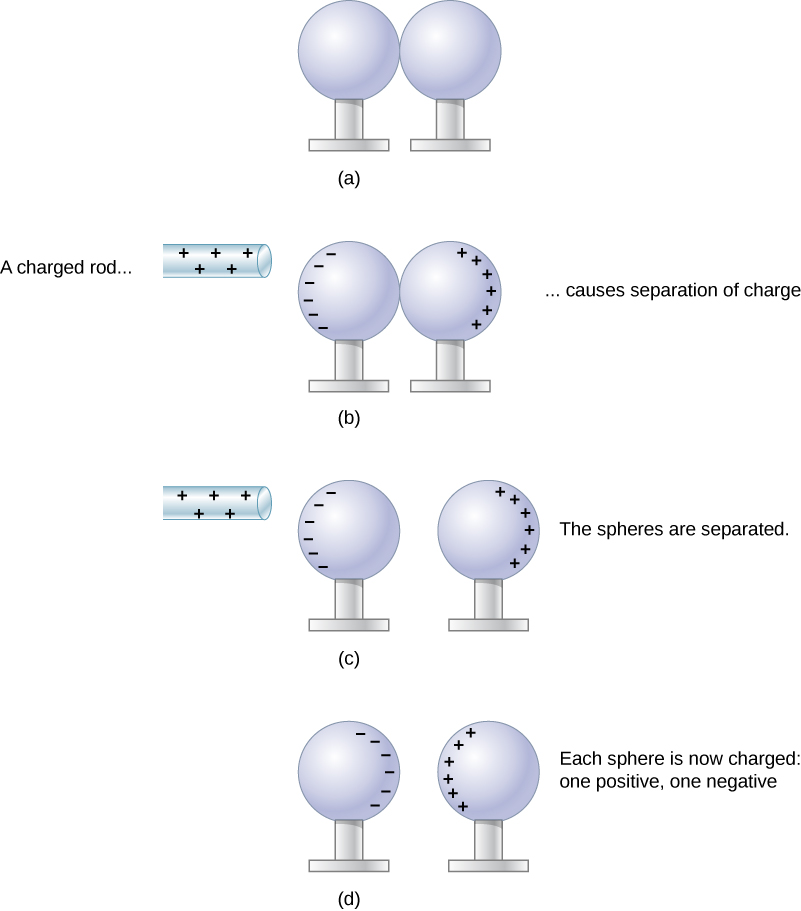 (a)
A charged rod...
+ + +
+ +
− − − − − −
+ + + + + +
... causes separation of charge
(b)
+ + +
+ +
− − − − − −
+ + + + + +
The spheres are separated.
(c)
− − − − − −
+ + + + + +
Each sphere is now charged:
one positive, one negative
(d)